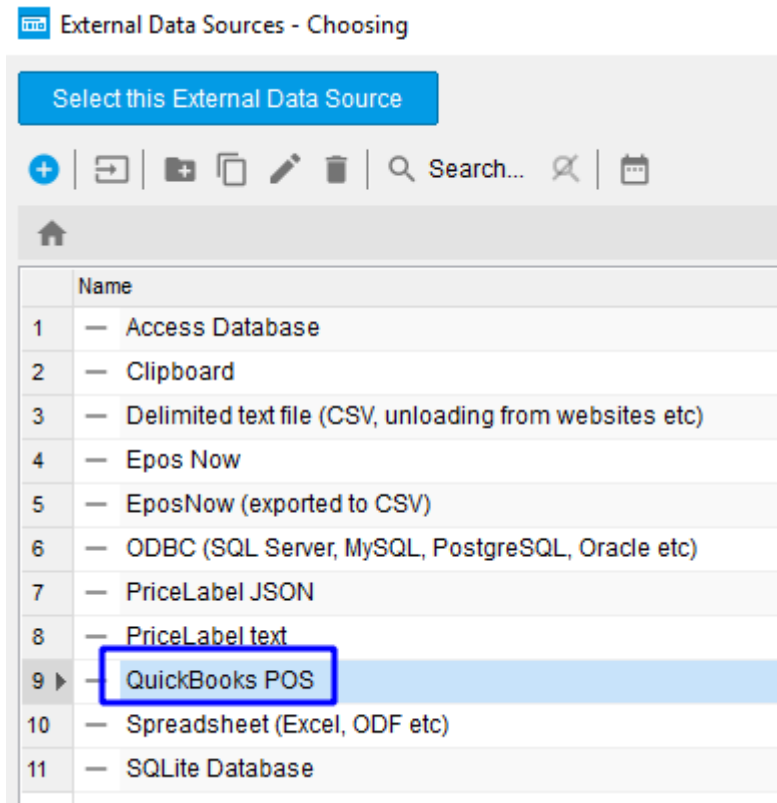 External Data Sources - Choosing
Select this External Data Source
Search...
Name
1 — Access Database
2 — Clipboard
3 — Delimited text file (CSV, unloading from websites etc)
4 — Epos Now
5 — EposNow (exported to CSV)
6 — ODBC (SQL Server, MySQL, PostgreSQL, Oracle etc)
7 — PriceLabel JSON
8 — PriceLabel text
9 — QuickBooks POS
10 — Spreadsheet (Excel, ODF etc)
11 — SQLite Database